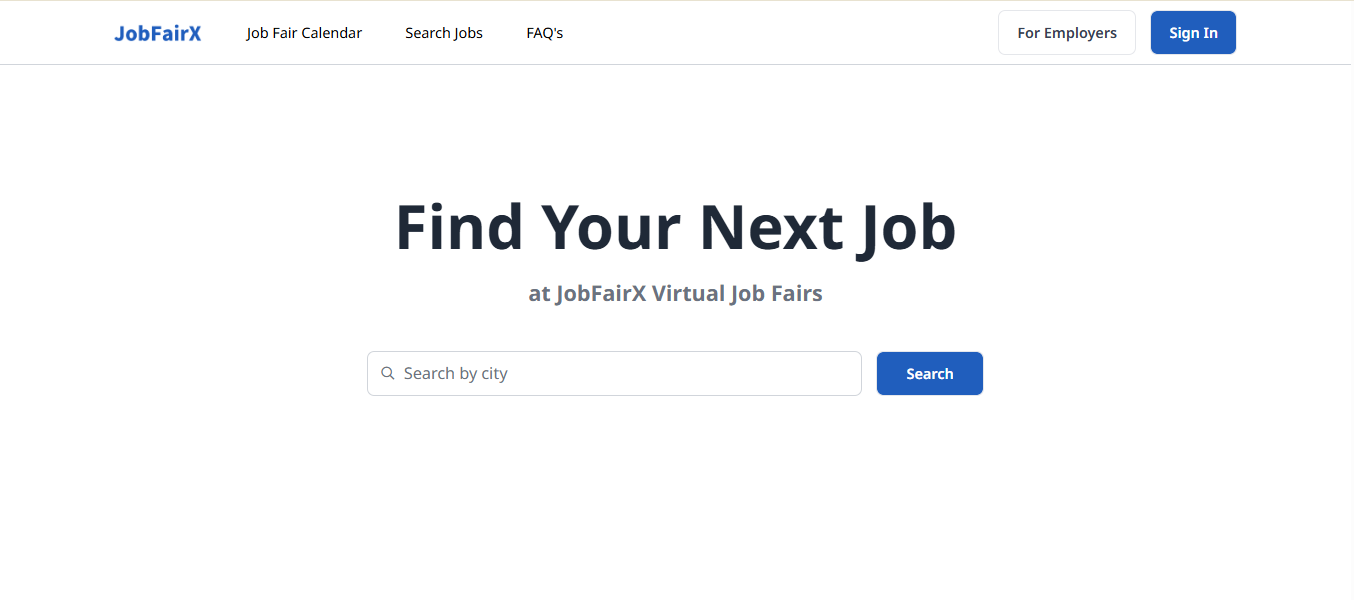 JobFairX Job Fair Calendar Search Jobs FAQ's For Employers Sign In
Find Your Next Job
at JobFairX Virtual Job Fairs
Search by city Search